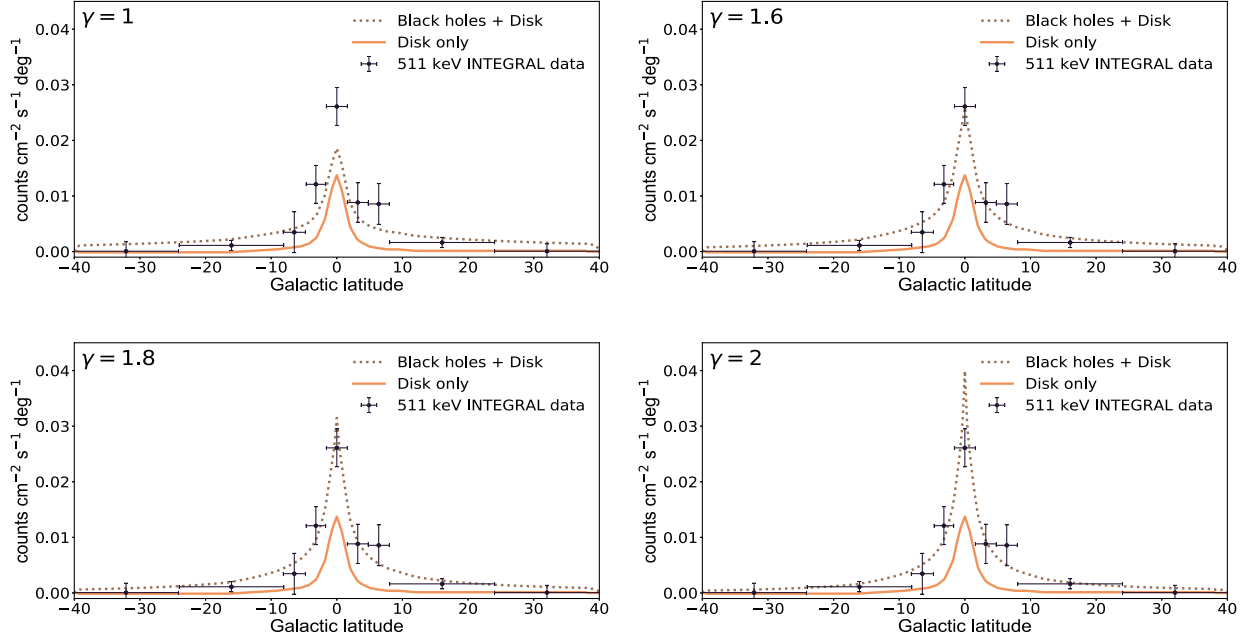 γ = 1
Black holes + Disk
Disk only
511 keV INTEGRAL data
counts cm⁻² s⁻¹ deg⁻¹
0.04
0.03
0.02
0.01
0.00
−40 −30 −20 −10 0 10 20 30 40
Galactic latitude
γ = 1.6
Black holes + Disk
Disk only
511 keV INTEGRAL data
counts cm⁻² s⁻¹ deg⁻¹
0.04
0.03
0.02
0.01
0.00
−40 −30 −20 −10 0 10 20 30 40
Galactic latitude
γ = 1.8
Black holes + Disk
Disk only
511 keV INTEGRAL data
counts cm⁻² s⁻¹ deg⁻¹
0.04
0.03
0.02
0.01
0.00
−40 −30 −20 −10 0 10 20 30 40
Galactic latitude
γ = 2
Black holes + Disk
Disk only
511 keV INTEGRAL data
counts cm⁻² s⁻¹ deg⁻¹
0.04
0.03
0.02
0.01
0.00
−40 −30 −20 −10 0 10 20 30 40
Galactic latitude